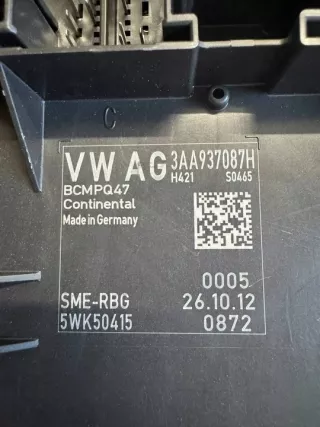 VW AG 3AA937087H
H421 S0465
BCMPQ47
Continental
Made in Germany
0005
SME-RBG 26.10.12
5WK50415 0872